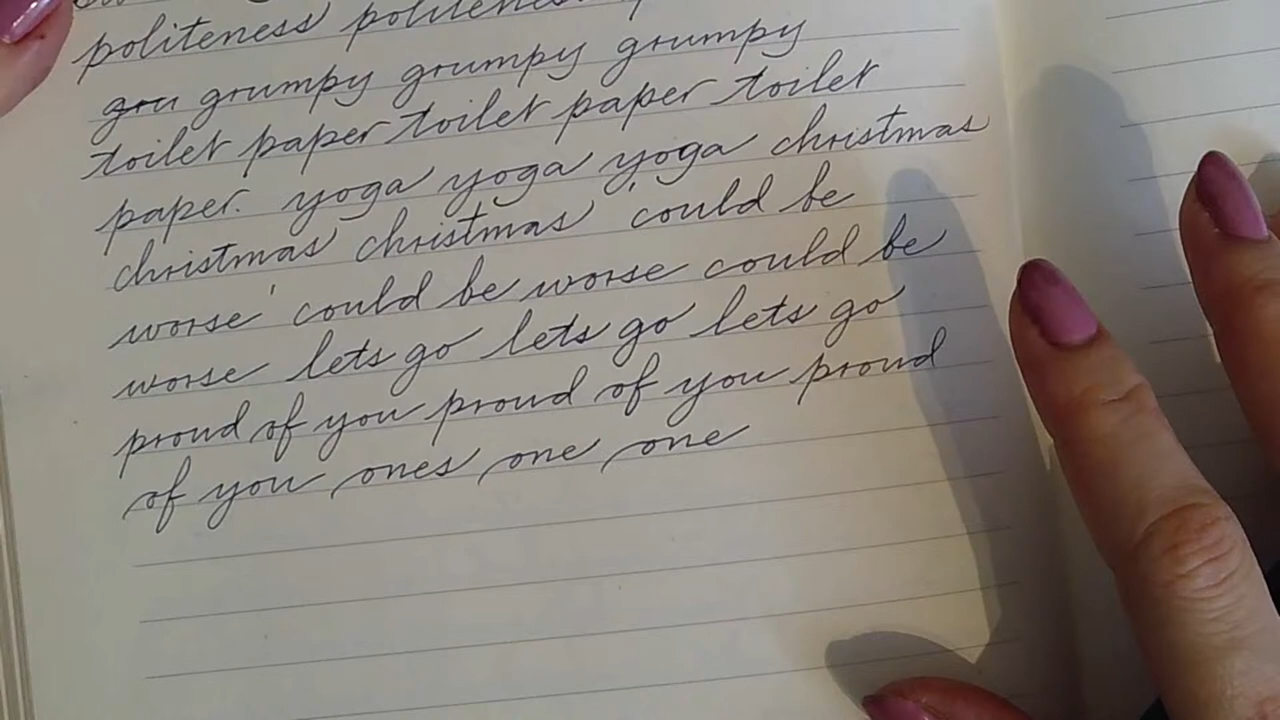 politeness politeness
gru grumpy grumpy grumpy
toilet paper toilet paper toilet
paper. yoga yoga yoga christmas
christmas christmas could be
worse could be worse could be
worse lets go lets go lets go
proud of you proud of you proud
of you ones one one